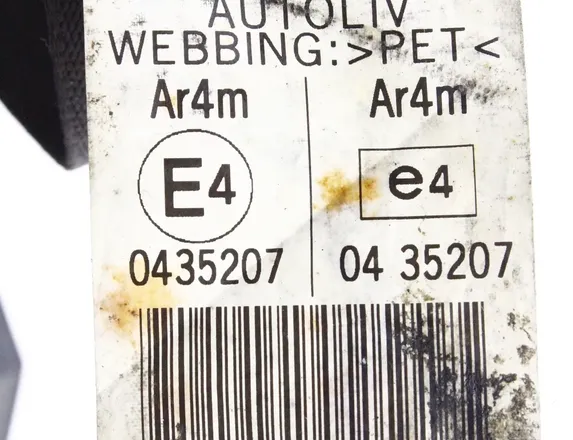 AUTOLIV
WEBBING:>PET<
Ar4m Ar4m
E4 e4
0435207 04 35207